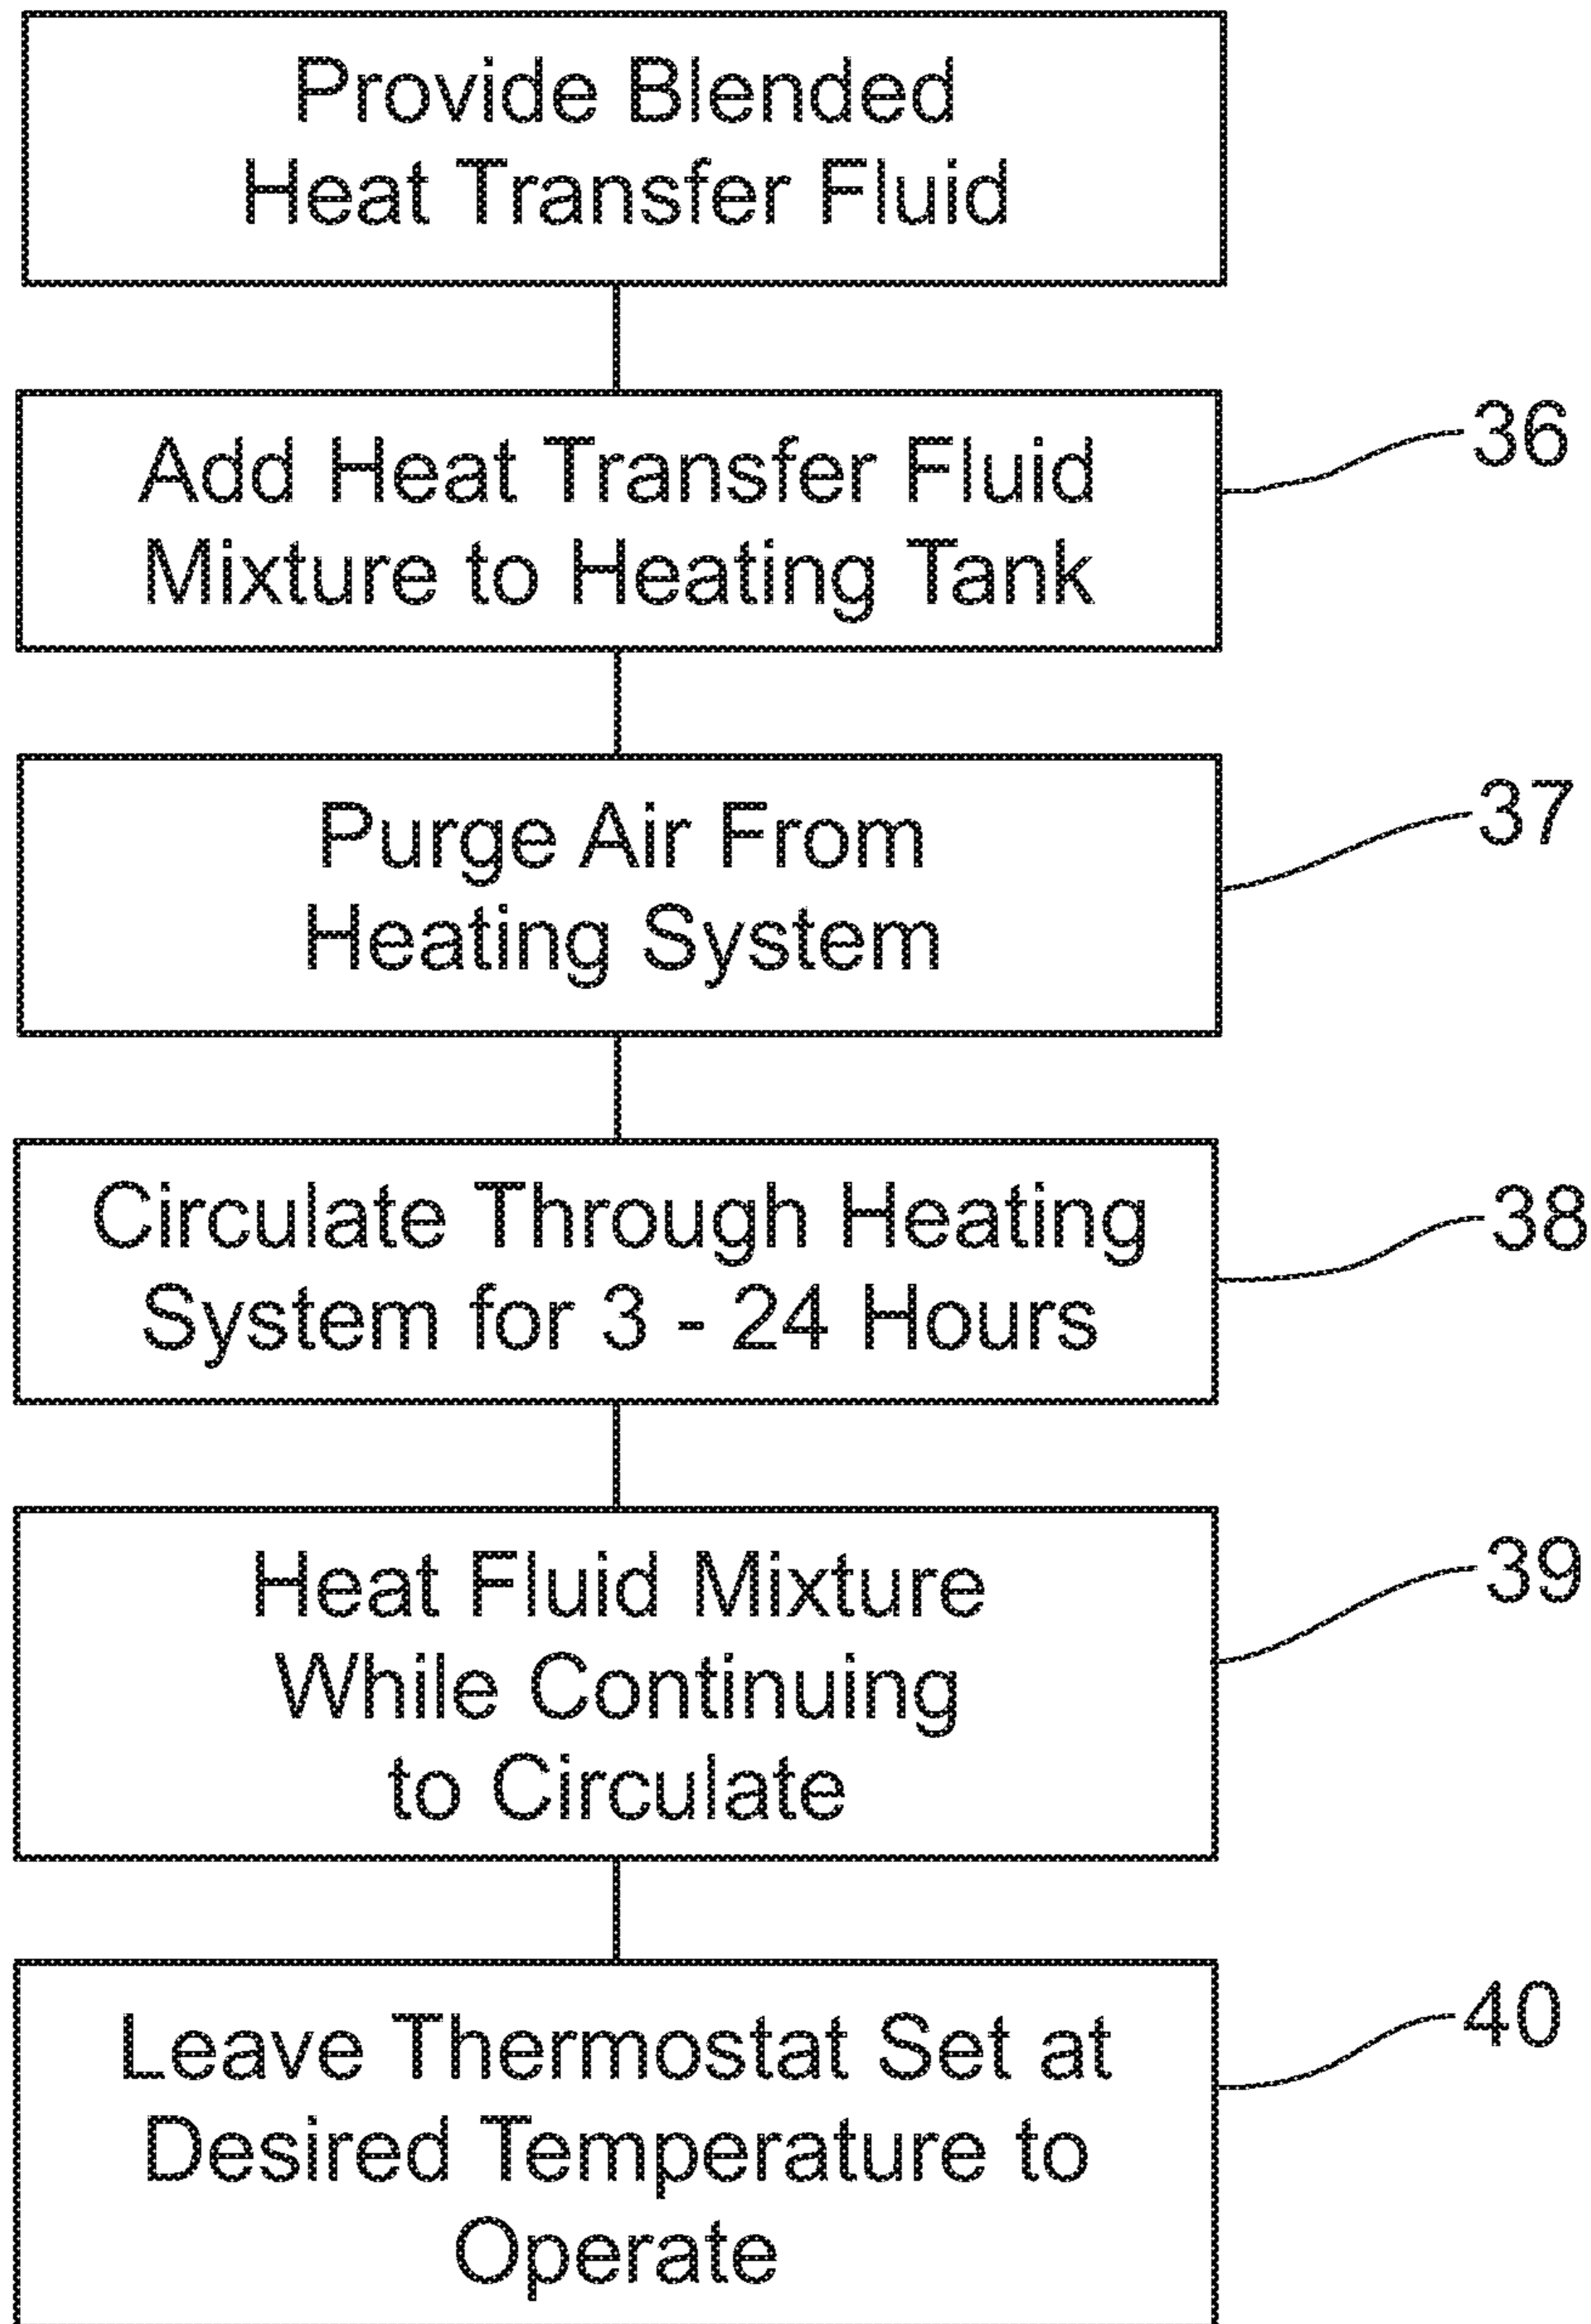 Provide Blended
Heat Transfer Fluid
Add Heat Transfer Fluid
Mixture to Heating Tank
36
Purge Air From
Heating System
37
Circulate Through Heating
System for 3 - 24 Hours
38
Heat Fluid Mixture
While Continuing
to Circulate
39
Leave Thermostat Set at
Desired Temperature to
Operate
40